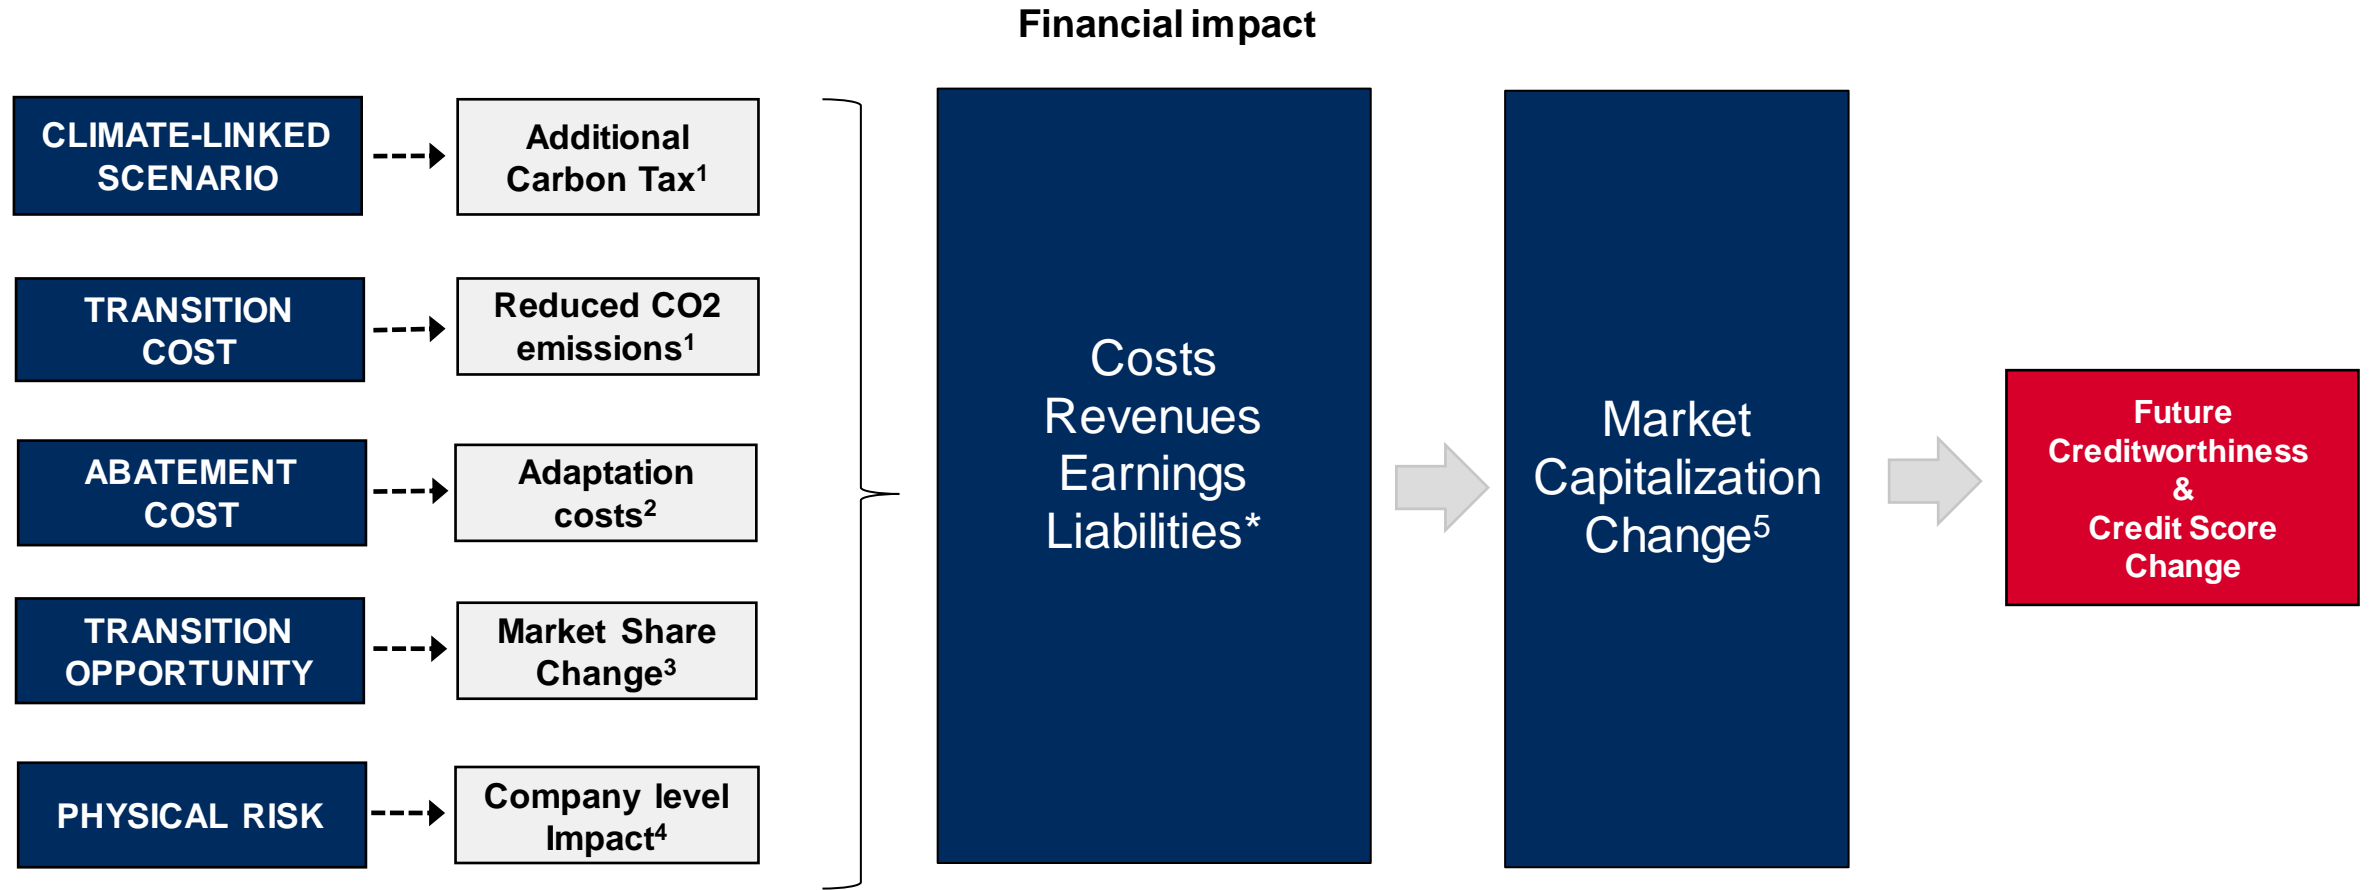 Financial impact
CLIMATE-LINKED
SCENARIO
Additional
Carbon Tax¹
TRANSITION
COST
Reduced CO2
emissions¹
ABATEMENT
COST
Adaptation
costs²
TRANSITION
OPPORTUNITY
Market Share
Change³
PHYSICAL RISK
Company level
Impact⁴
Costs
Revenues
Earnings
Liabilities*
Market
Capitalization
Change⁵
Future
Creditworthiness
&
Credit Score
Change